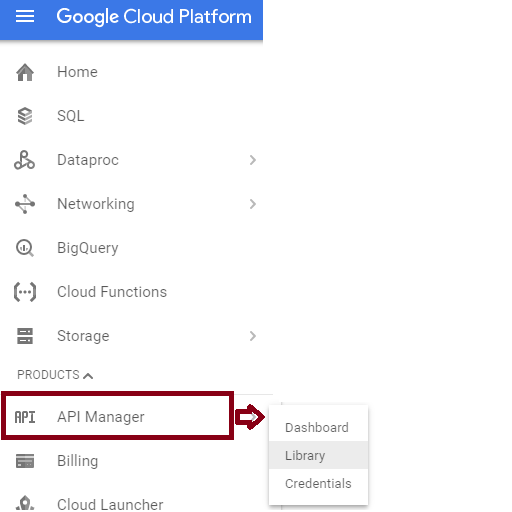 Google Cloud Platform
Home
SQL
Dataproc
Networking
BigQuery
Cloud Functions
Storage
PRODUCTS
API API Manager
Dashboard
Library
Credentials
Billing
Cloud Launcher